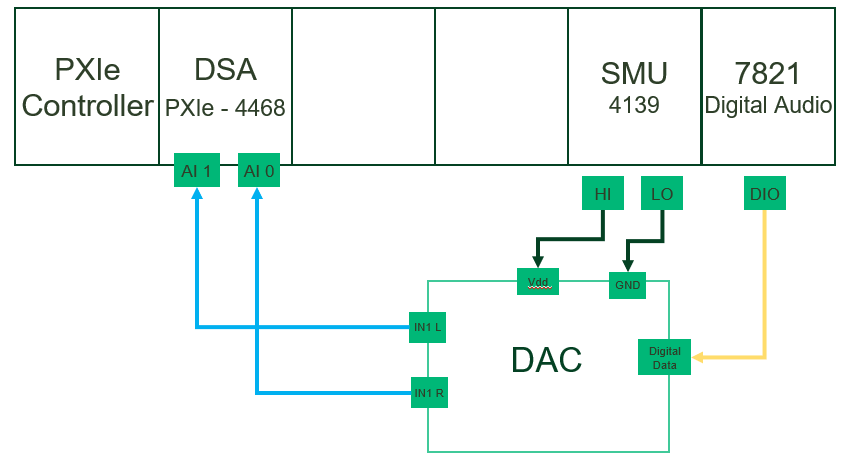 PXIe
Controller
DSA
PXIe - 4468
SMU
4139
7821
Digital Audio
AI 1
AI 0
HI
LO
DIO
Vdd
GND
IN1 L
DAC
Digital
Data
IN1 R